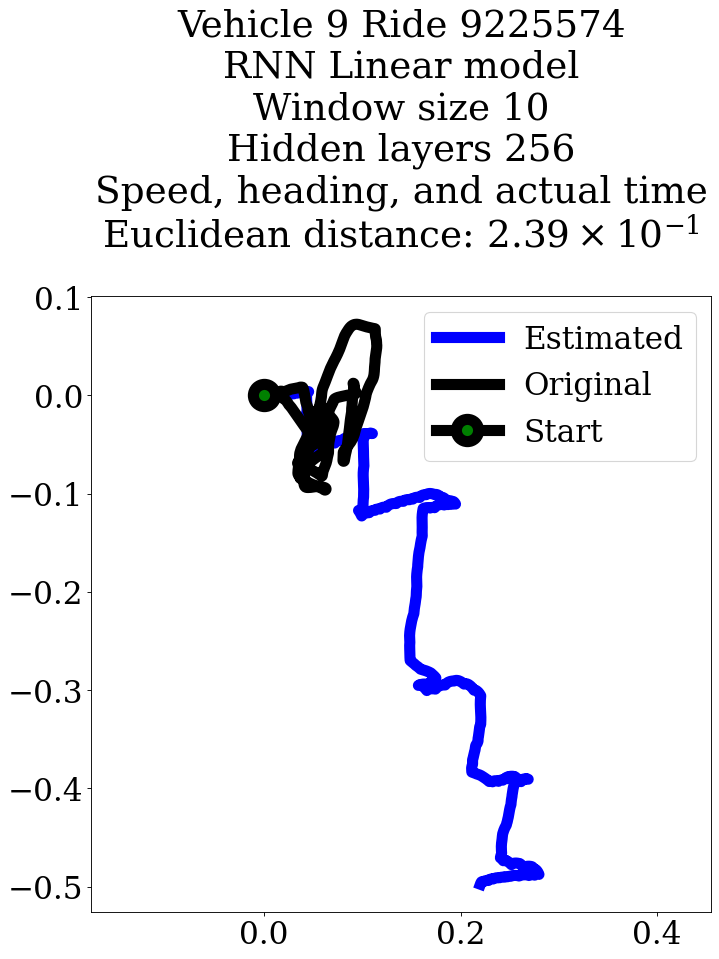 Vehicle 9 Ride 9225574
RNN Linear model
Window size 10
Hidden layers 256
Speed, heading, and actual time
Euclidean distance: 2.39 × 10⁻¹
Estimated
Original
Start
0.1
0.0
−0.1
−0.2
−0.3
−0.4
−0.5
0.0 0.2 0.4